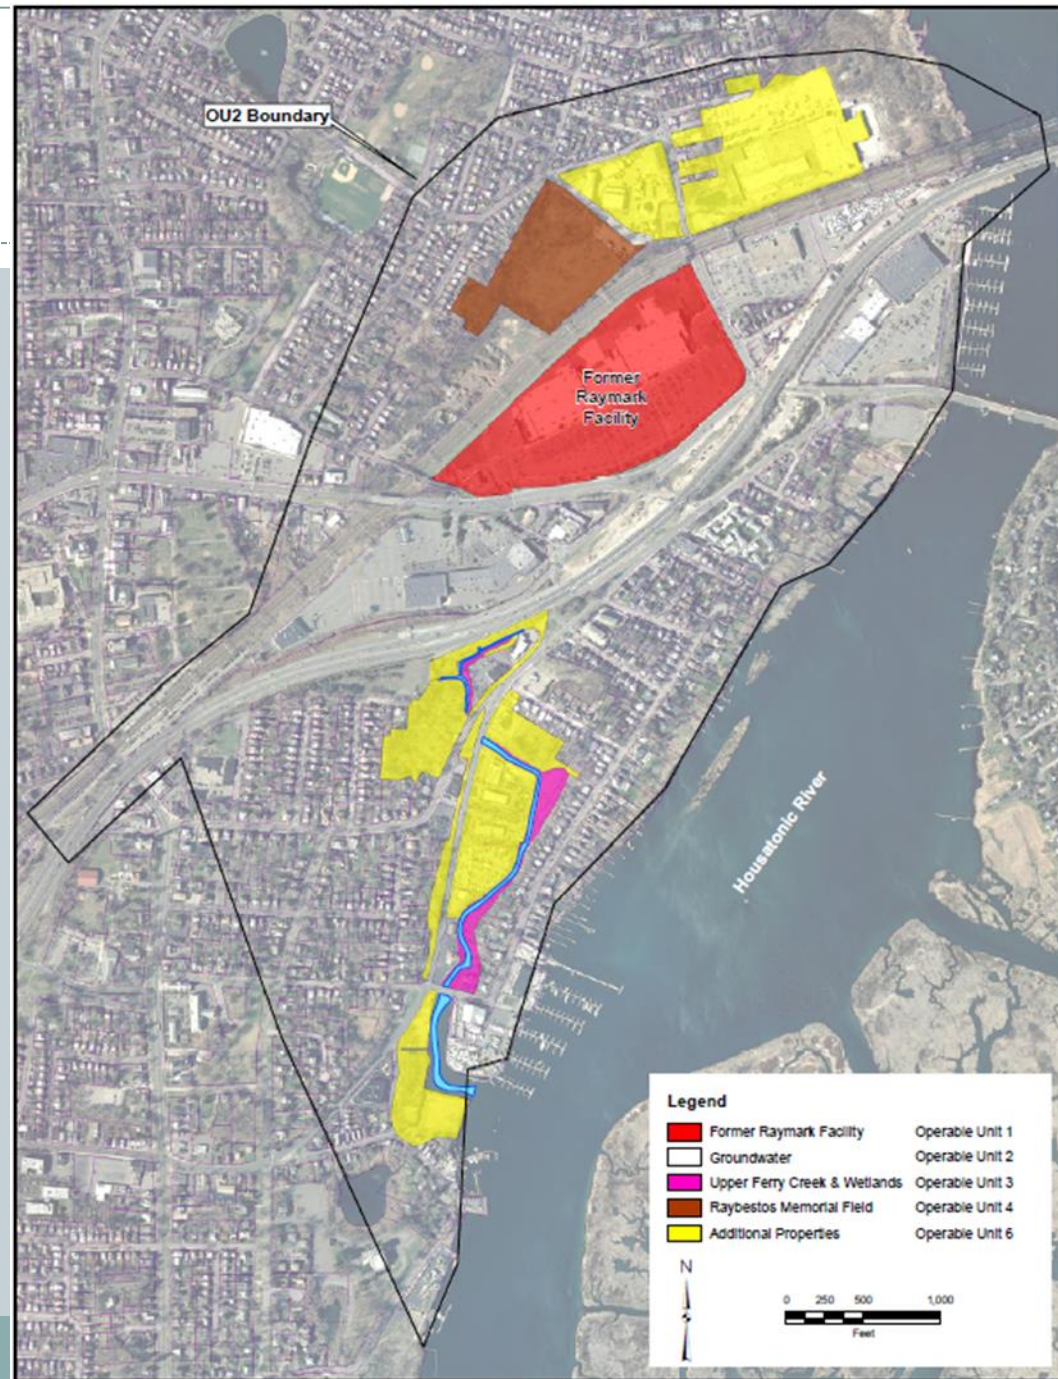 OU2 Boundary
Former
Raymark
Facility
Housatonic River
Legend
Former Raymark Facility Operable Unit 1
Groundwater Operable Unit 2
Upper Ferry Creek & Wetlands Operable Unit 3
Raybestos Memorial Field Operable Unit 4
Additional Properties Operable Unit 6
N
0 250 500 1,000
Feet